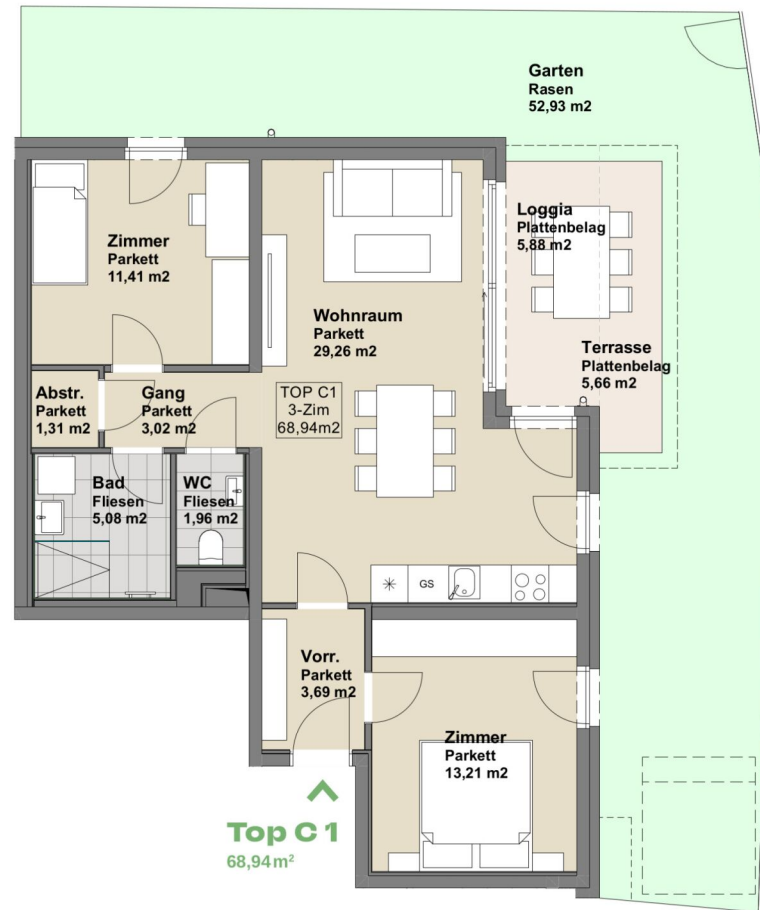 Garten
Rasen
52,93 m2
Loggia
Plattenbelag
5,88 m2
Zimmer
Parkett
11,41 m2
Wohnraum
Parkett
29,26 m2
Terrasse
Plattenbelag
5,66 m2
Abstr.
Parkett
1,31 m2
Gang
Parkett
3,02 m2
TOP C1
3-Zim
68,94m2
Bad
Fliesen
5,08 m2
WC
Fliesen
1,96 m2
GS
Vorr.
Parkett
3,69 m2
Zimmer
Parkett
13,21 m2
Top C 1
68,94 m²